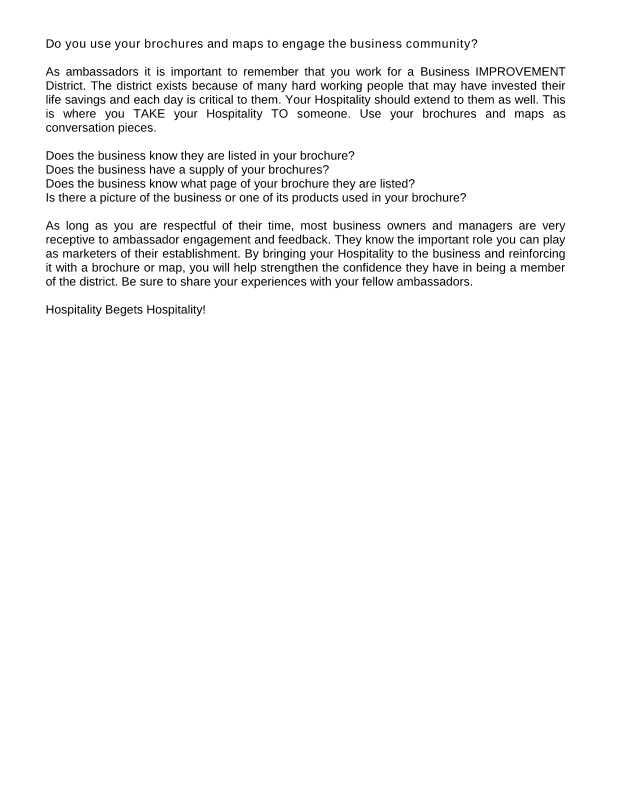 Do you use your brochures and maps to engage the business community?
As ambassadors it is important to remember that you work for a Business IMPROVEMENT
District. The district exists because of many hard working people that may have invested their
life savings and each day is critical to them. Your Hospitality should extend to them as well. This
is where you TAKE your Hospitality TO someone. Use your brochures and maps as
conversation pieces.
Does the business know they are listed in your brochure?
Does the business have a supply of your brochures?
Does the business know what page of your brochure they are listed?
Is there a picture of the business or one of its products used in your brochure?
As long as you are respectful of their time, most business owners and managers are very
receptive to ambassador engagement and feedback. They know the important role you can play
as marketers of their establishment. By bringing your Hospitality to the business and reinforcing
it with a brochure or map, you will help strengthen the confidence they have in being a member
of the district. Be sure to share your experiences with your fellow ambassadors.
Hospitality Begets Hospitality!